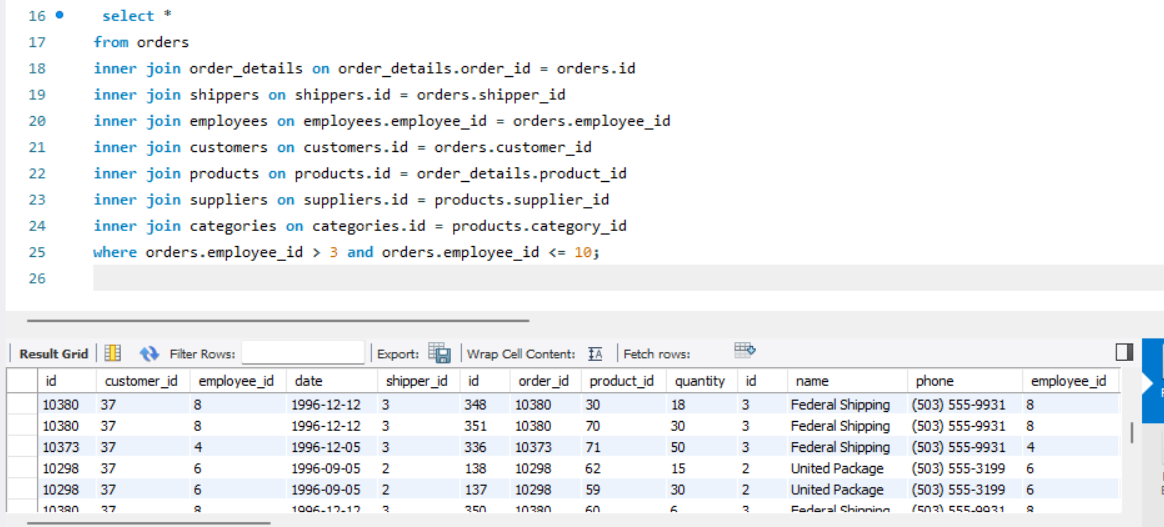 16 select *
17 from orders
18 inner join order_details on order_details.order_id = orders.id
19 inner join shippers on shippers.id = orders.shipper_id
20 inner join employees on employees.employee_id = orders.employee_id
21 inner join customers on customers.id = orders.customer_id
22 inner join products on products.id = order_details.product_id
23 inner join suppliers on suppliers.id = products.supplier_id
24 inner join categories on categories.id = products.category_id
25 where orders.employee_id > 3 and orders.employee_id <= 10;
26
Result Grid Filter Rows: Export: Wrap Cell Content: IA Fetch rows:
id customer_id employee_id date shipper_id id order_id product_id quantity id name phone employee_id
10380 37 8 1996-12-12 3 348 10380 30 18 3 Federal Shipping (503) 555-9931 8
10380 37 8 1996-12-12 3 351 10380 70 30 3 Federal Shipping (503) 555-9931 8
10373 37 4 1996-12-05 3 336 10373 71 50 3 Federal Shipping (503) 555-9931 4
10298 37 6 1996-09-05 2 138 10298 62 15 2 United Package (503) 555-3199 6
10298 37 6 1996-09-05 2 137 10298 59 30 2 United Package (503) 555-3199 6
10380 37 8 1996-12-12 3 350 10380 60 6 3 Federal Shipping (503) 555-9931 8